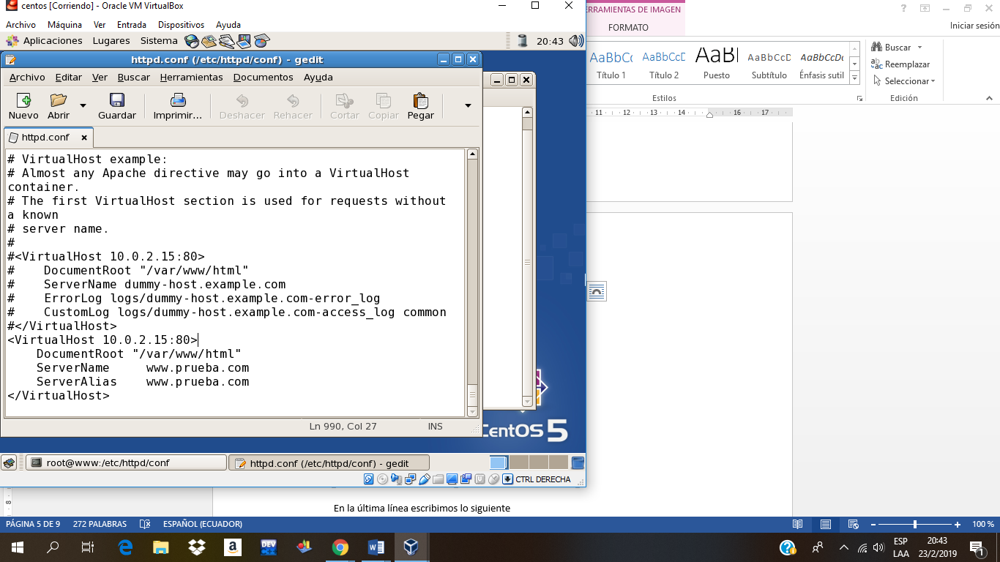 centos [Corriendo] - Oracle VM VirtualBox
Archivo Máquina Ver Entrada Dispositivos Ayuda
Aplicaciones Lugares Sistema 20:43
httpd.conf (/etc/httpd/conf) - gedit
Archivo Editar Ver Buscar Herramientas Documentos Ayuda
Nuevo Abrir Guardar Imprimir... Deshacer Rehacer Cortar Copiar Pegar
httpd.conf
# VirtualHost example:
# Almost any Apache directive may go into a VirtualHost
container.
# The first VirtualHost section is used for requests without
a known
# server name.
#
#<VirtualHost 10.0.2.15:80>
#    DocumentRoot "/var/www/html"
#    ServerName dummy-host.example.com
#    ErrorLog logs/dummy-host.example.com-error_log
#    CustomLog logs/dummy-host.example.com-access_log common
#</VirtualHost>
<VirtualHost 10.0.2.15:80>
    DocumentRoot "/var/www/html"
    ServerName     www.prueba.com
    ServerAlias    www.prueba.com
</VirtualHost>
Ln 990, Col 27 INS
CentOS 5
root@www:/etc/httpd/conf httpd.conf (/etc/httpd/conf) - gedit
CTRL DERECHA
ERRAMIENTAS DE IMAGEN
FORMATO
Iniciar sesión
AaBbCc AaBbCcD AaBl AaBbCcD AaBbCcDc
Título 1 Título 2 Puesto Subtítulo Énfasis sutil
Estilos
Buscar
Reemplazar
Seleccionar
Edición
11 12 13 14 16 17
8
En la última línea escribimos lo siguiente
PÁGINA 5 DE 9 272 PALABRAS ESPAÑOL (ECUADOR) 100 %
DEV
ESP
LAA
20:43
23/2/2019
1